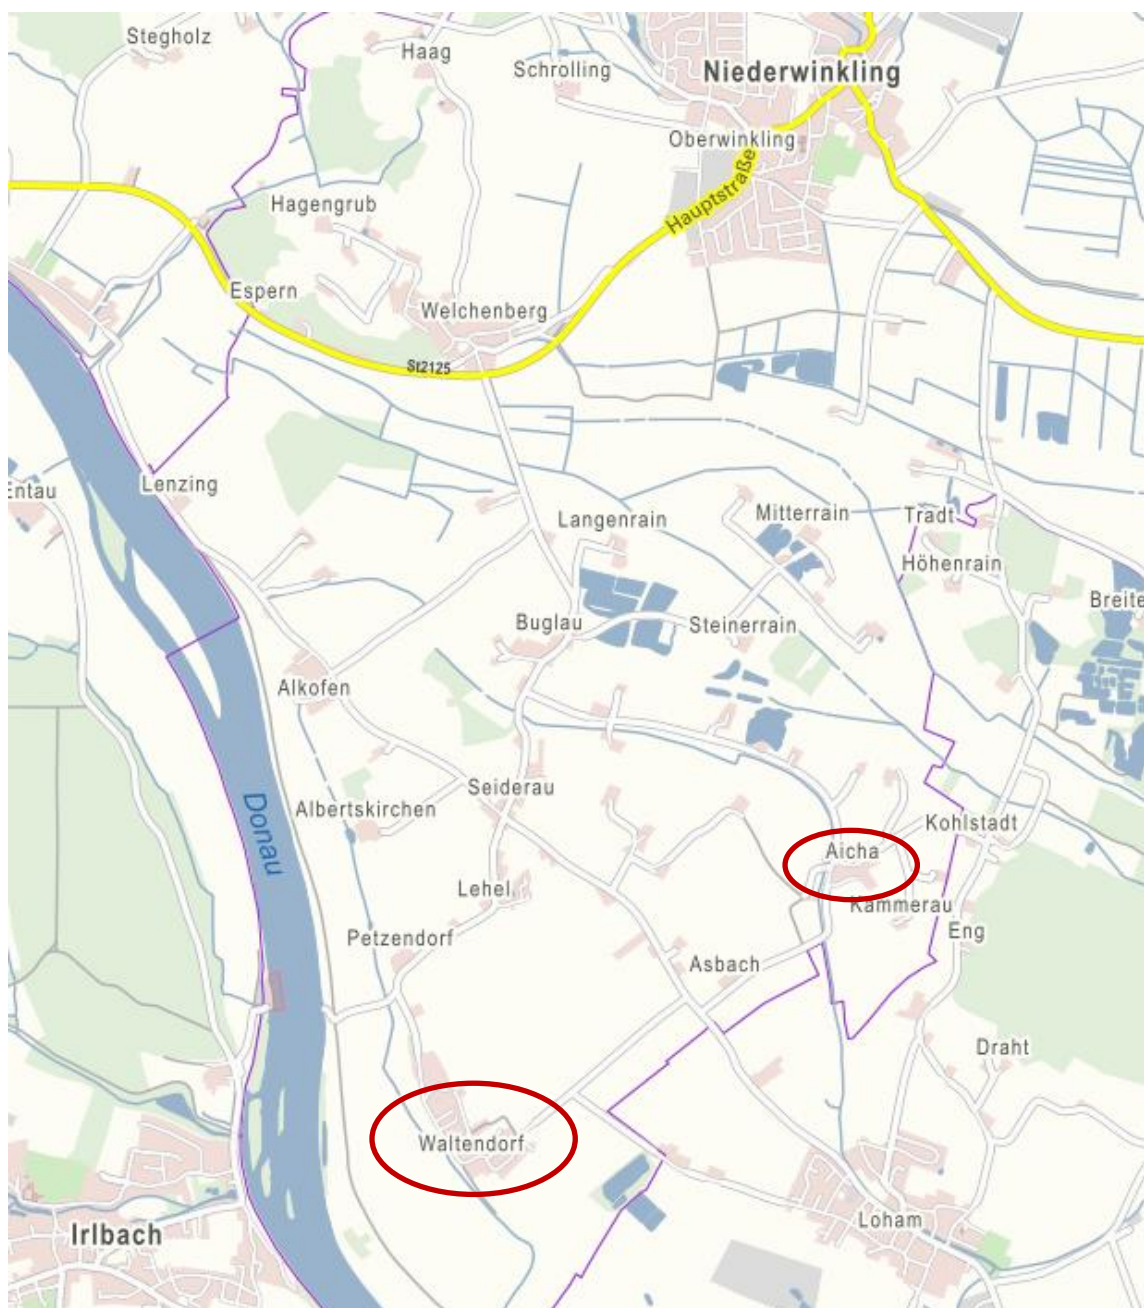 Stegholz
Haag
Schrolling
Niederwinkling
Oberwinkling
Hauptstraße
Hagengrub
Espern
Welchenberg
St2125
Lenzing
Entau
Langenrain
Mitterrain
Tradt
Höhenrain
Breite
Buglau
Steinerrain
Alkofen
Donau
Seiderau
Albertskirchen
Kohlstadt
Aicha
Lehel
Kammerau
Petzendorf
Eng
Asbach
Draht
Waltendorf
Irlbach
Loham